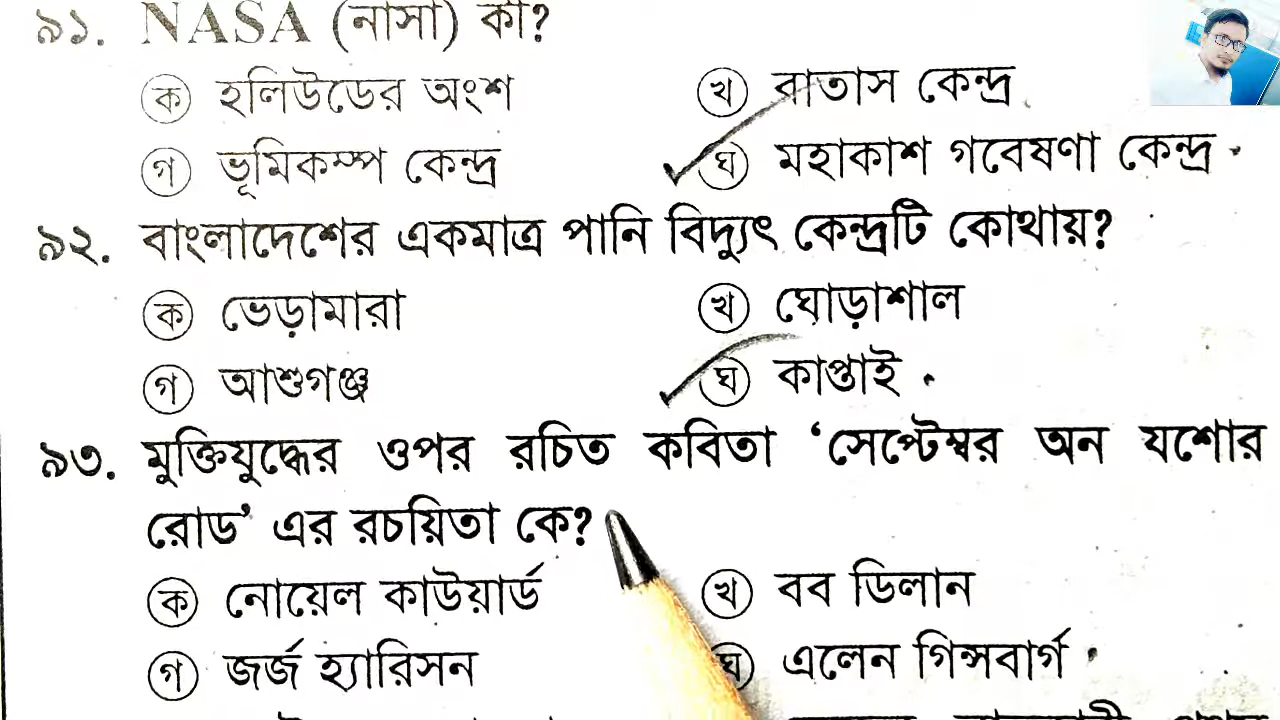 ৯১. NASA (নাসা) কী?
ক হলিউডের অংশ খ বাতাস কেন্দ্র
গ ভূমিকম্প কেন্দ্র ঘ মহাকাশ গবেষণা কেন্দ্র
৯২. বাংলাদেশের একমাত্র পানি বিদ্যুৎ কেন্দ্রটি কোথায়?
ক ভেড়ামারা খ ঘোড়াশাল
গ আশুগঞ্জ ঘ কাপ্তাই
৯৩. মুক্তিযুদ্ধের ওপর রচিত কবিতা ‘সেপ্টেম্বর অন যশোর
রোড’ এর রচয়িতা কে?
ক নোয়েল কাউয়ার্ড খ বব ডিলান
গ জর্জ হ্যারিসন ঘ এলেন গিন্সবার্গ